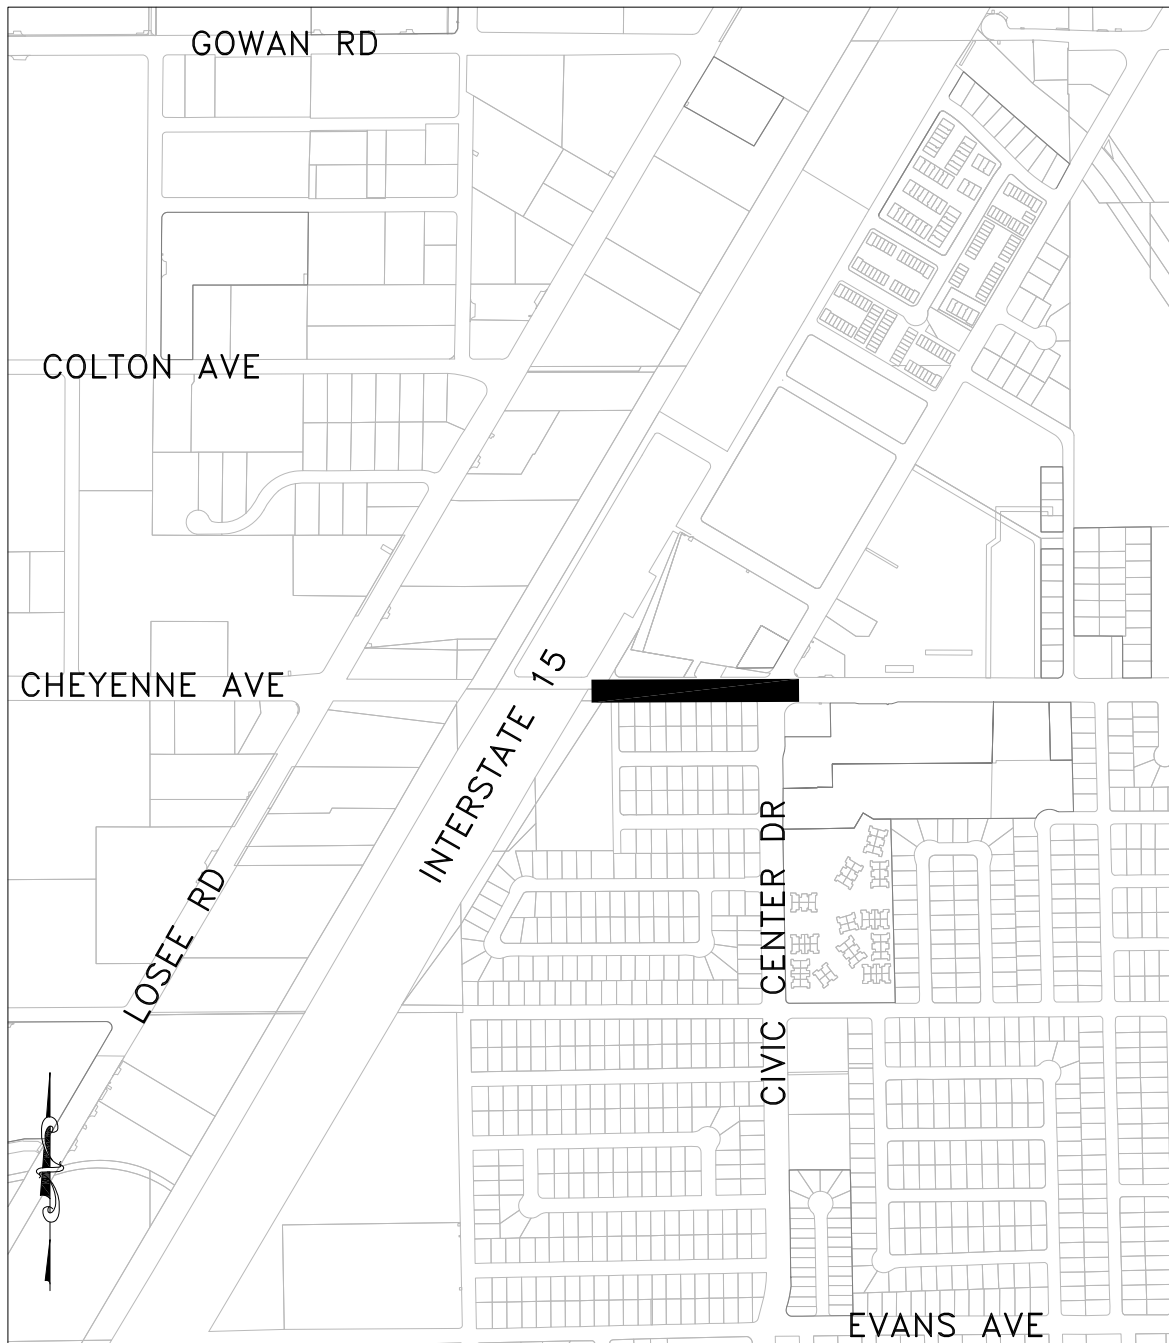 GOWAN RD
COLTON AVE
CHEYENNE AVE
INTERSTATE 15
LOSEE RD
CIVIC CENTER DR
EVANS AVE